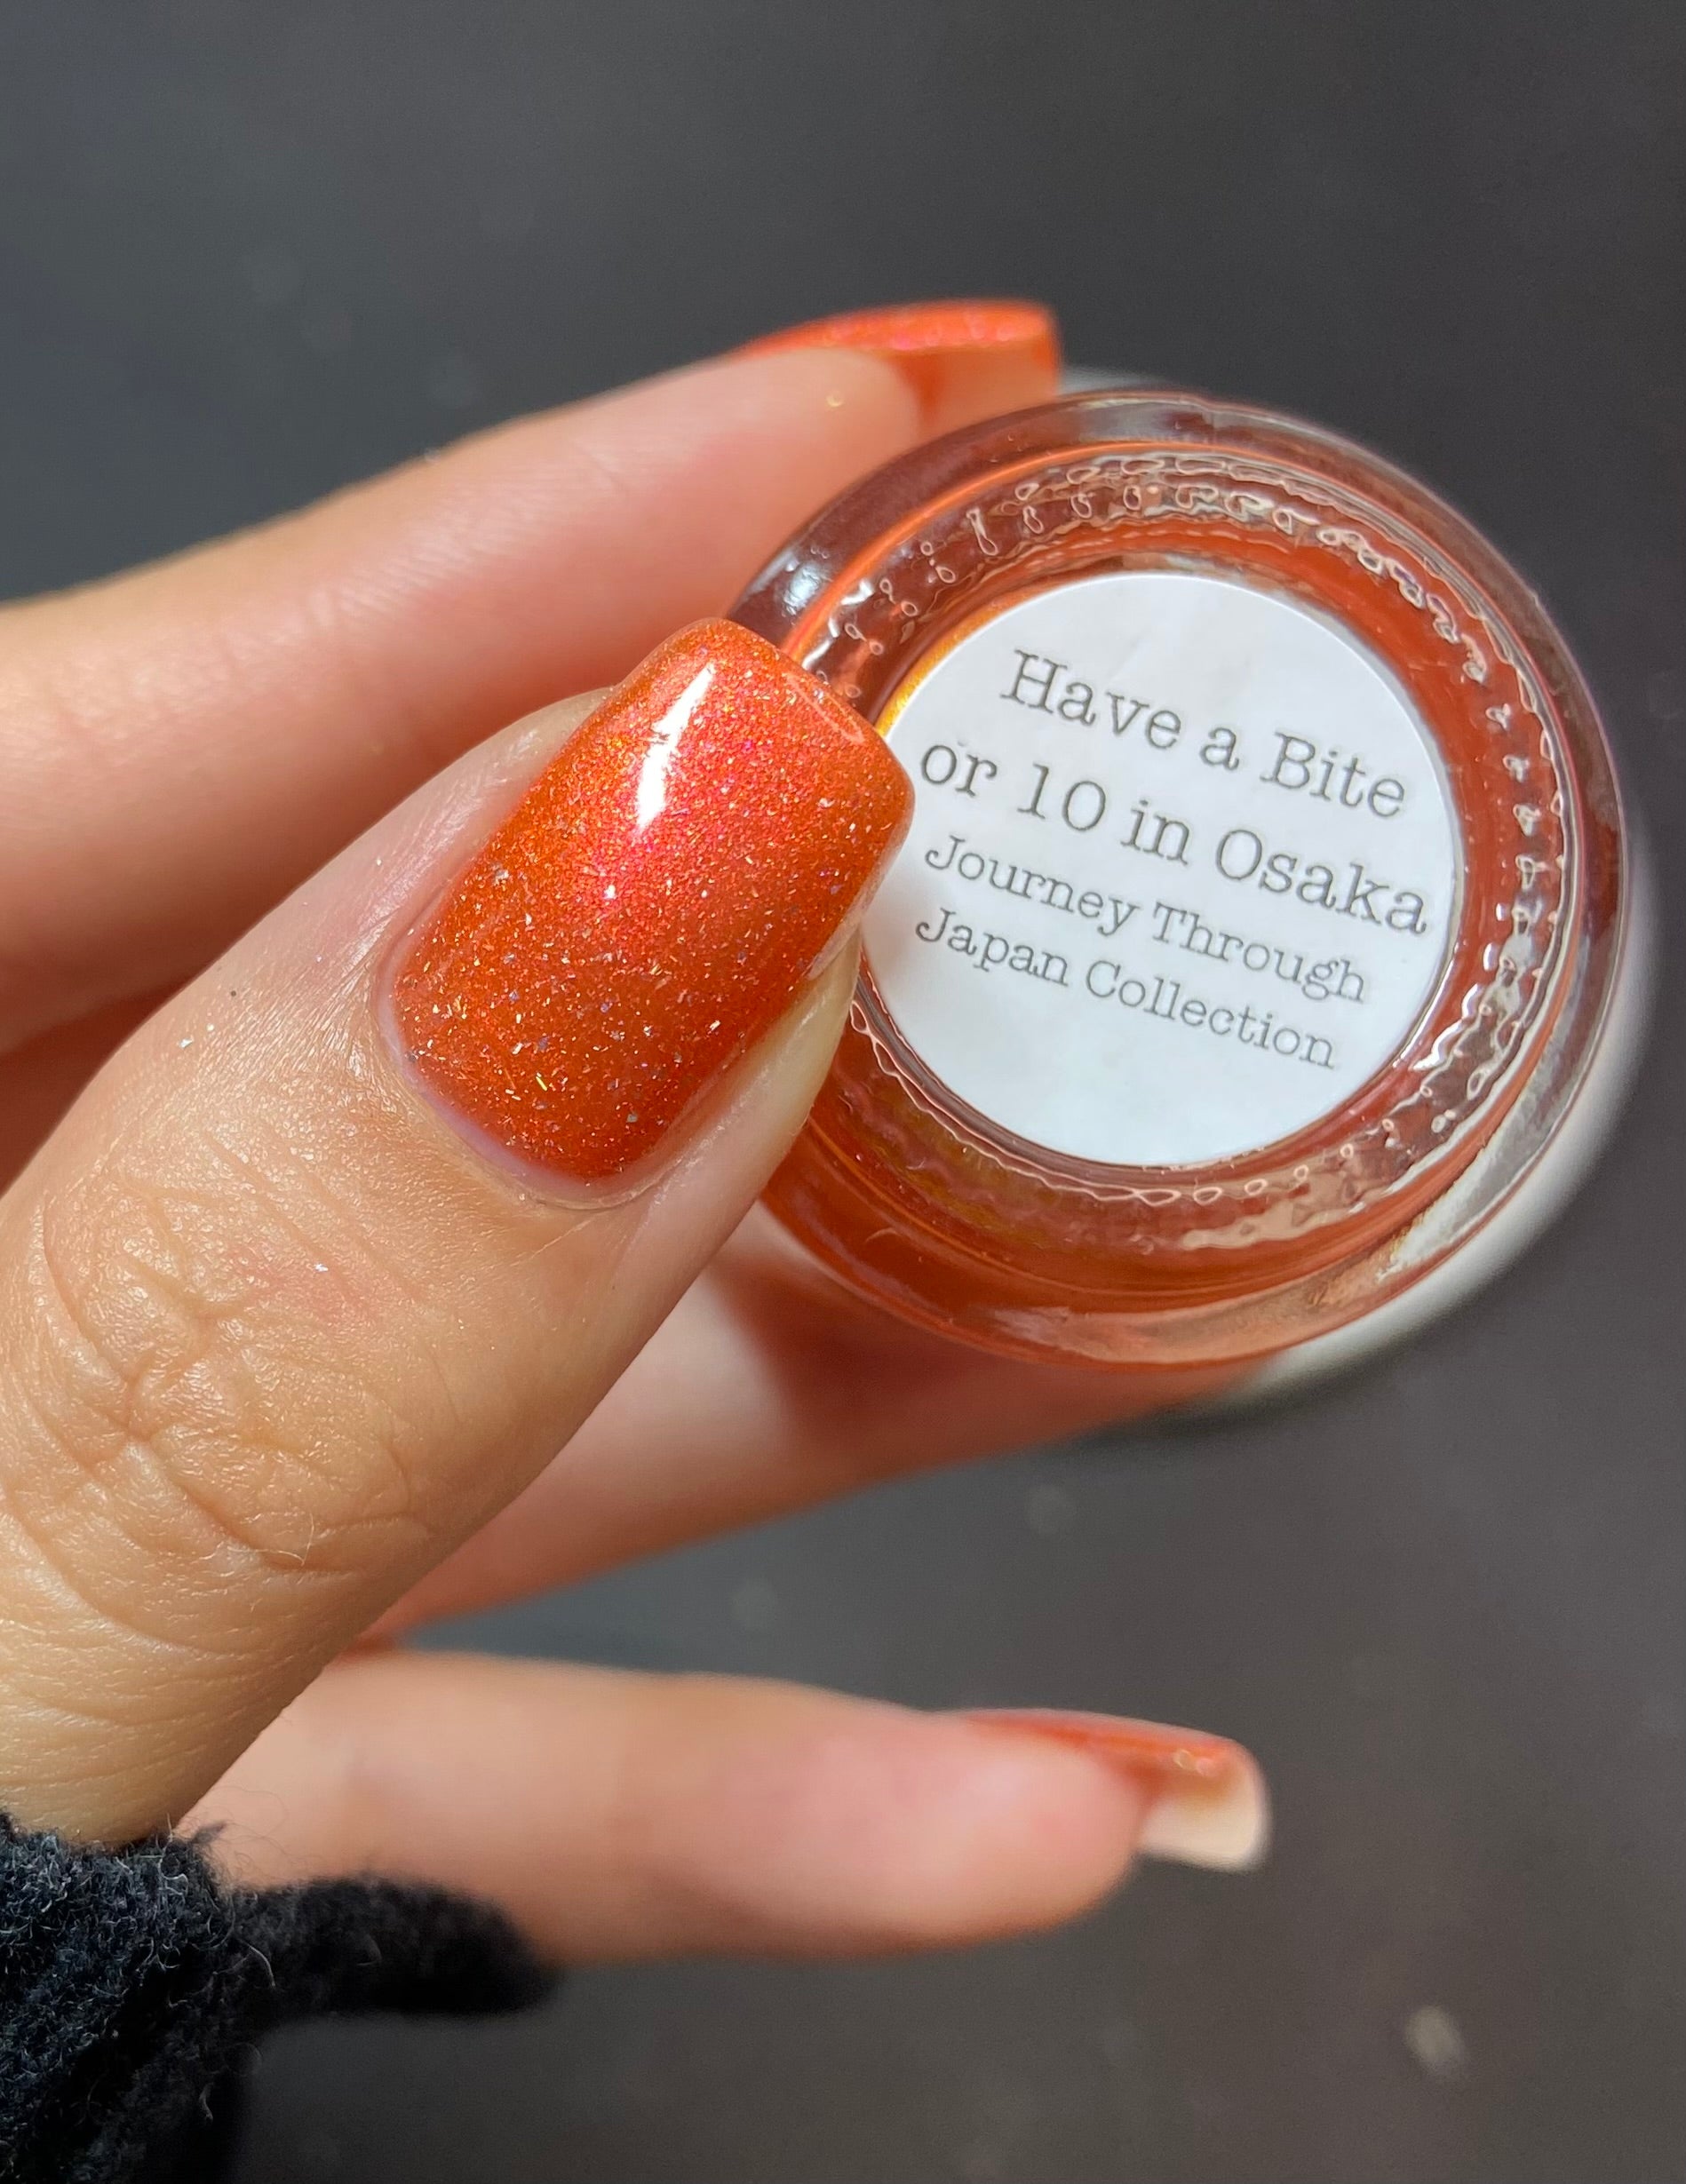 Have a Bite
or 10 in Osaka
Journey Through
Japan Collection